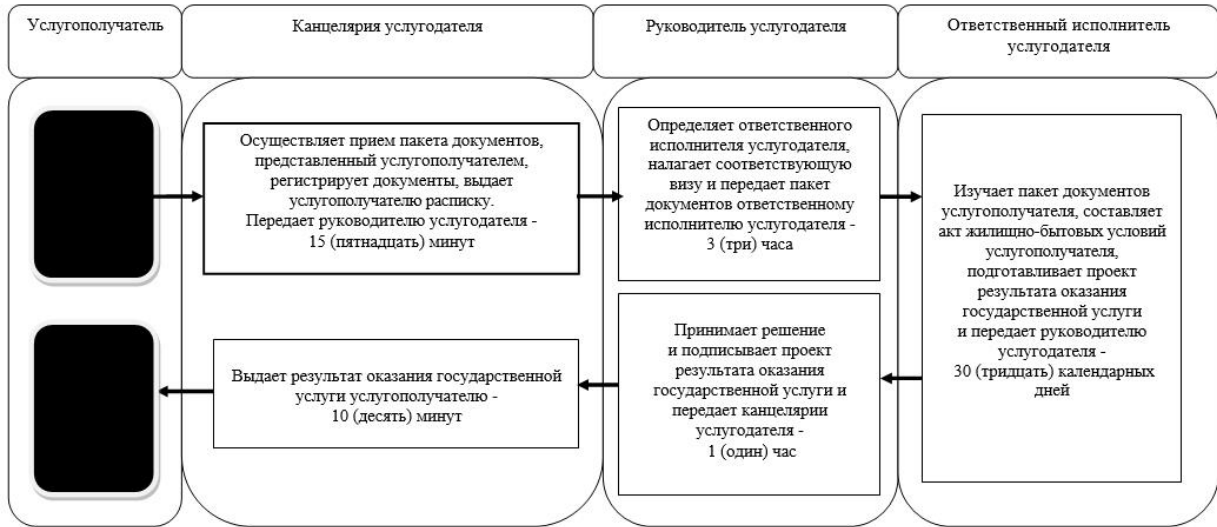 Услугополучатель
Канцелярия услугодателя
Руководитель услугодателя
Ответственный исполнитель
услугодателя
Осуществляет прием пакета документов,
представленный услугополучателем,
регистрирует документы, выдает
услугополучателю расписку.
Передает руководителю услугодателя -
15 (пятнадцать) минут
Определяет ответственного
исполнителя услугодателя,
налагает соответствующую
визу и передает пакет
документов ответственному
исполнителю услугодателя -
3 (три) часа
Изучает пакет документов
услугополучателя, составляет
акт жилищно-бытовых условий
услугополучателя,
подготавливает проект
результата оказания
государственной услуги
и передает руководителю
услугодателя -
30 (тридцать) календарных
дней
Принимает решение
и подписывает проект
результата оказания
государственной услуги и
передает канцелярии
услугодателя -
1 (один) час
Выдает результат оказания государственной
услуги услугополучателю -
10 (десять) минут